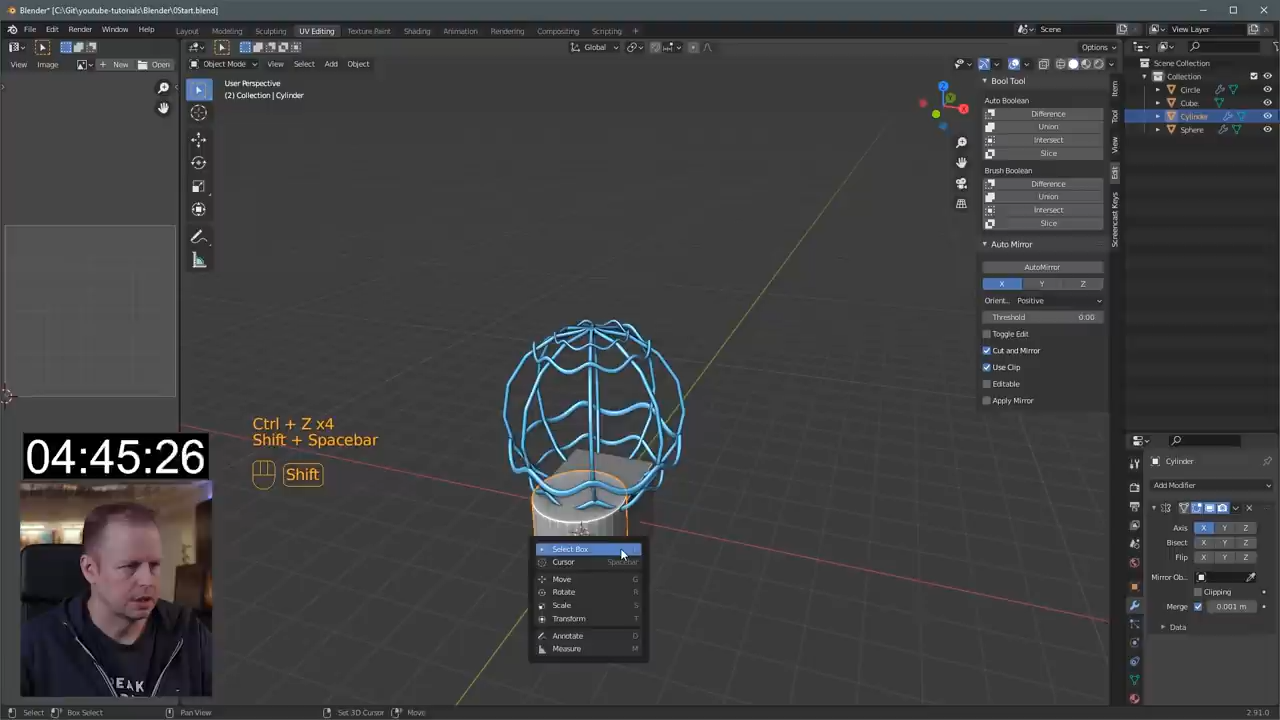 Blender* [C:\Git\youtube-tutorials\Blender\0Start.blend]
File Edit Render Window Help
Layout Modeling Sculpting UV Editing Texture Paint Shading Animation Rendering Compositing Scripting +
Scene View Layer
Global Options
View Image New Open
Object Mode View Select Add Object
User Perspective
(2) Collection | Cylinder
Scene Collection
Collection
Circle
Cube
Cylinder
Sphere
Bool Tool
Auto Boolean
Difference
Union
Intersect
Slice
Brush Boolean
Difference
Union
Intersect
Slice
Auto Mirror
AutoMirror
X Y Z
Orient.. Positive
Threshold 0.00
Toggle Edit
Cut and Mirror
Use Clip
Editable
Apply Mirror
Item
Tool
View
Edit
Screencast Keys
Ctrl + Z x4
Shift + Spacebar
Shift
04:45:26
Select Box
Cursor Spacebar
Move G
Rotate R
Scale S
Transform T
Annotate D
Measure M
Cylinder
Add Modifier
Axis X Y Z
Bisect X Y Z
Flip X Y Z
Mirror Ob..
Clipping
Merge 0.001 m
Data
Select Box Select Pan View Set 3D Cursor Move 2.91.0